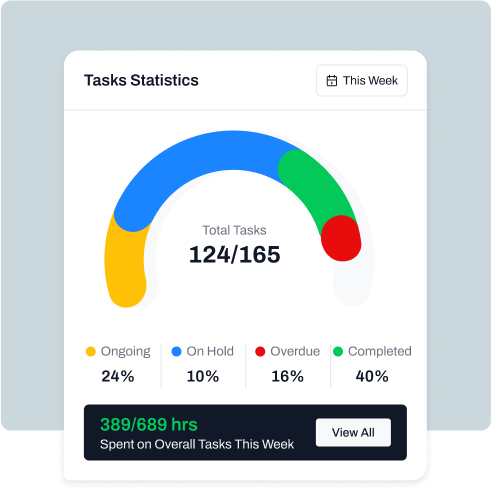 Tasks Statistics
This Week
Total Tasks
124/165
Ongoing
On Hold
Overdue
Completed
24%
10%
16%
40%
389/689 hrs
Spent on Overall Tasks This Week
View All